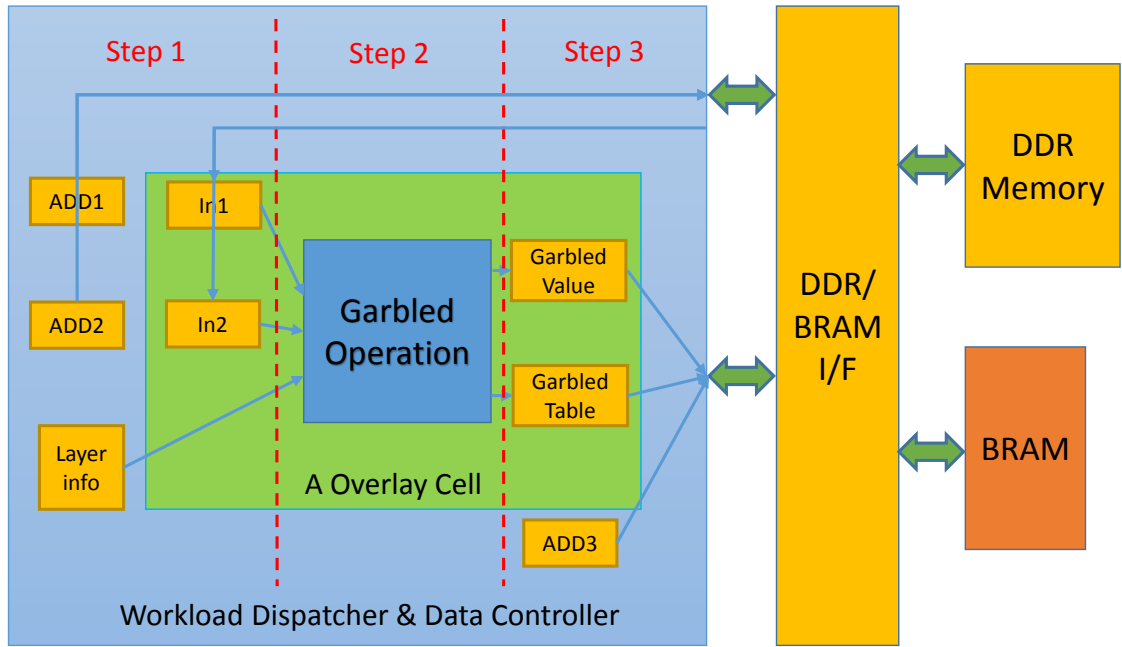 Step 1
Step 2
Step 3
ADD1
In1
ADD2
In2
Layer
info
Garbled
Operation
Garbled
Value
Garbled
Table
A Overlay Cell
ADD3
Workload Dispatcher & Data Controller
DDR/
BRAM
I/F
DDR
Memory
BRAM